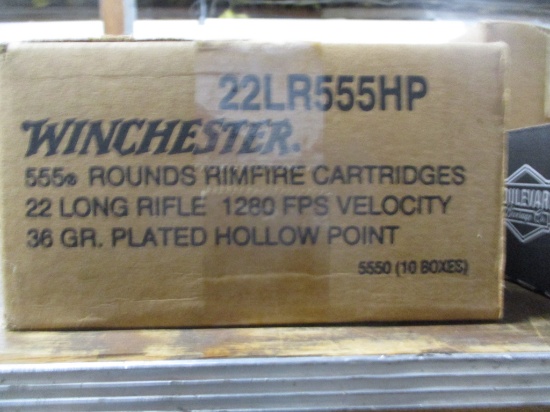 22LR555HP
WINCHESTER.
555® ROUNDS RIMFIRE CARTRIDGES
22 LONG RIFLE 1280 FPS VELOCITY
36 GR. PLATED HOLLOW POINT
5550 (10 BOXES)